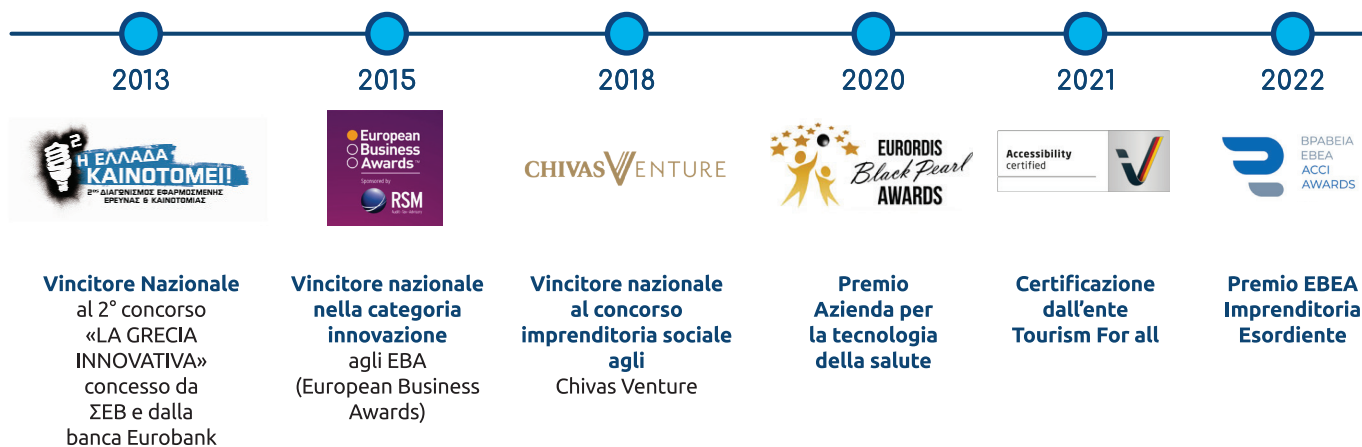 2013
2015
2018
2020
2021
2022
2
Η ΕΛΛΑΔΑ
ΚΑΙΝΟΤΟΜΕΙ!
2ος ΔΙΑΓΩΝΙΣΜΟΣ ΕΦΑΡΜΟΣΜΕΝΗΣ
ΕΡΕΥΝΑΣ & ΚΑΙΝΟΤΟΜΙΑΣ
European
Business
Awards™
Sponsored by
RSM
CHIVAS VENTURE
EURORDIS
Black Pearl
AWARDS
Accessibility
certified
ΒΡΑΒΕΙΑ
ΕΒΕΑ
ACCI
AWARDS
Vincitore Nazionale
al 2° concorso
«LA GRECIA
INNOVATIVA»
concesso da
ΣΕΒ e dalla
banca Eurobank
Vincitore nazionale
nella categoria
innovazione
agli EBA
(European Business
Awards)
Vincitore nazionale
al concorso
imprenditoria sociale
agli
Chivas Venture
Premio
Azienda per
la tecnologia
della salute
Certificazione
dall’ente
Tourism For all
Premio EBEA
Imprenditoria
Esordiente